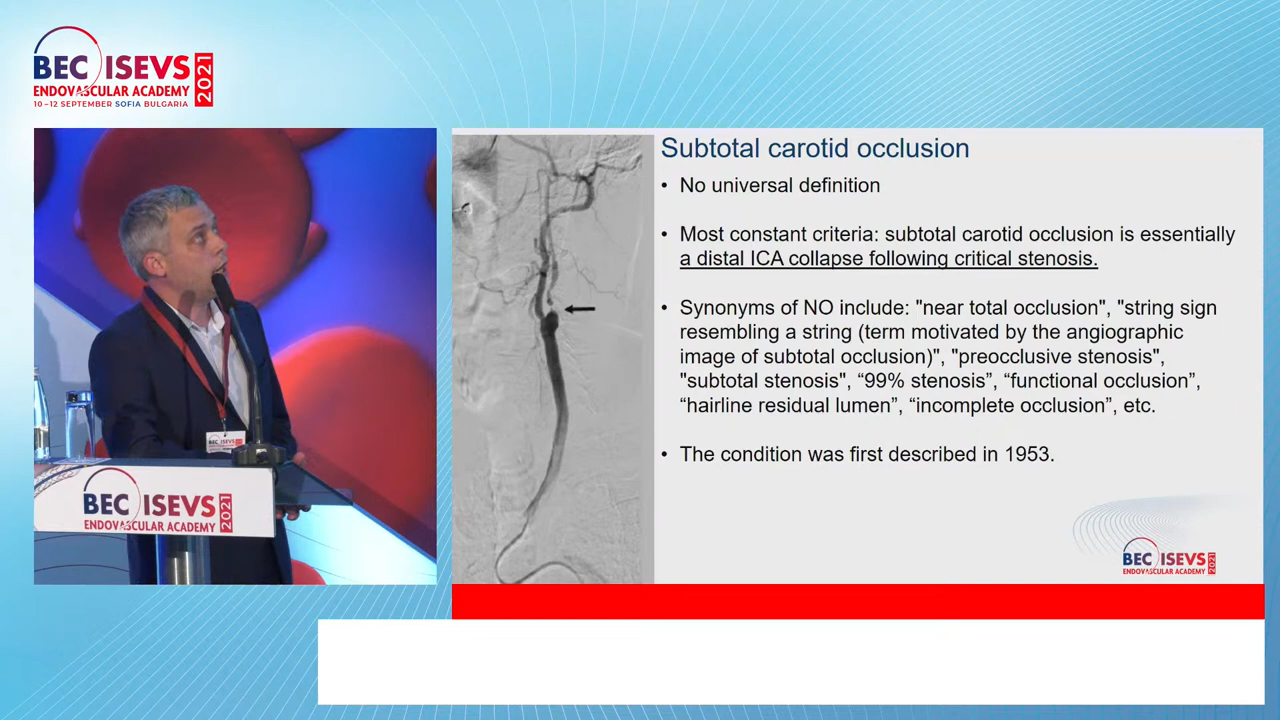 BEC ISEVS 2021
ENDOVASCULAR ACADEMY
10–12 SEPTEMBER SOFIA BULGARIA
BEC ISEVS
BEC ISEVS 2021
ENDOVASCULAR ACADEMY
Subtotal carotid occlusion
• No universal definition
• Most constant criteria: subtotal carotid occlusion is essentially
a distal ICA collapse following critical stenosis.
• Synonyms of NO include: "near total occlusion", "string sign
resembling a string (term motivated by the angiographic
image of subtotal occlusion)", "preocclusive stenosis",
"subtotal stenosis", “99% stenosis”, “functional occlusion”,
“hairline residual lumen”, “incomplete occlusion”, etc.
• The condition was first described in 1953.
BEC ISEVS 2021
ENDOVASCULAR ACADEMY